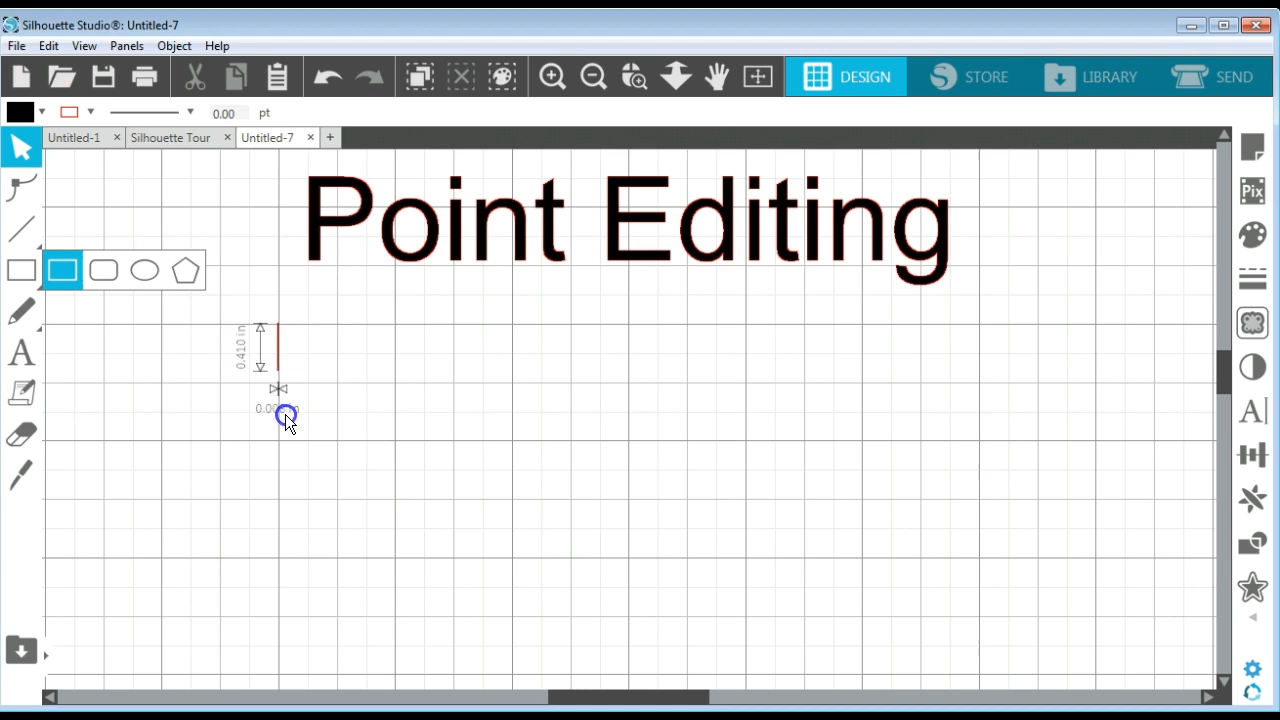 Silhouette Studio®: Untitled-7
File Edit View Panels Object Help
DESIGN STORE LIBRARY SEND
0.00 pt
Untitled-1 Silhouette Tour Untitled-7
Point Editing
0.410 in